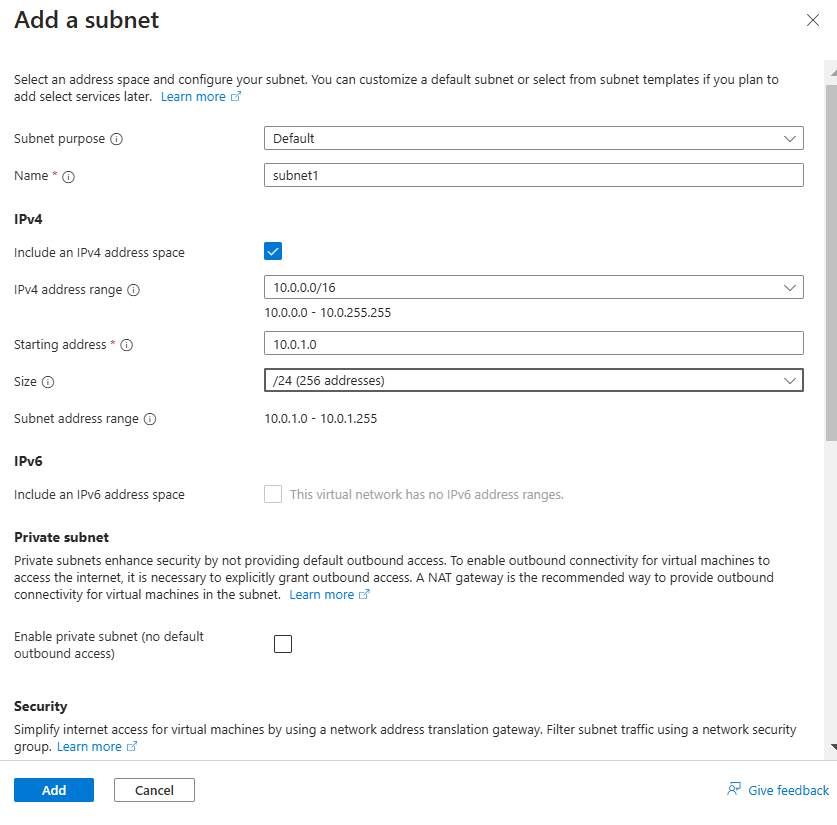 Add a subnet
Select an address space and configure your subnet. You can customize a default subnet or select from subnet templates if you plan to
add select services later. Learn more
Subnet purpose
Default
Name *
subnet1
IPv4
Include an IPv4 address space
IPv4 address range
10.0.0.0/16
10.0.0.0 - 10.0.255.255
Starting address *
10.0.1.0
Size
/24 (256 addresses)
Subnet address range
10.0.1.0 - 10.0.1.255
IPv6
Include an IPv6 address space
This virtual network has no IPv6 address ranges.
Private subnet
Private subnets enhance security by not providing default outbound access. To enable outbound connectivity for virtual machines to
access the internet, it is necessary to explicitly grant outbound access. A NAT gateway is the recommended way to provide outbound
connectivity for virtual machines in the subnet. Learn more
Enable private subnet (no default
outbound access)
Security
Simplify internet access for virtual machines by using a network address translation gateway. Filter subnet traffic using a network security
group. Learn more
Add
Cancel
Give feedback